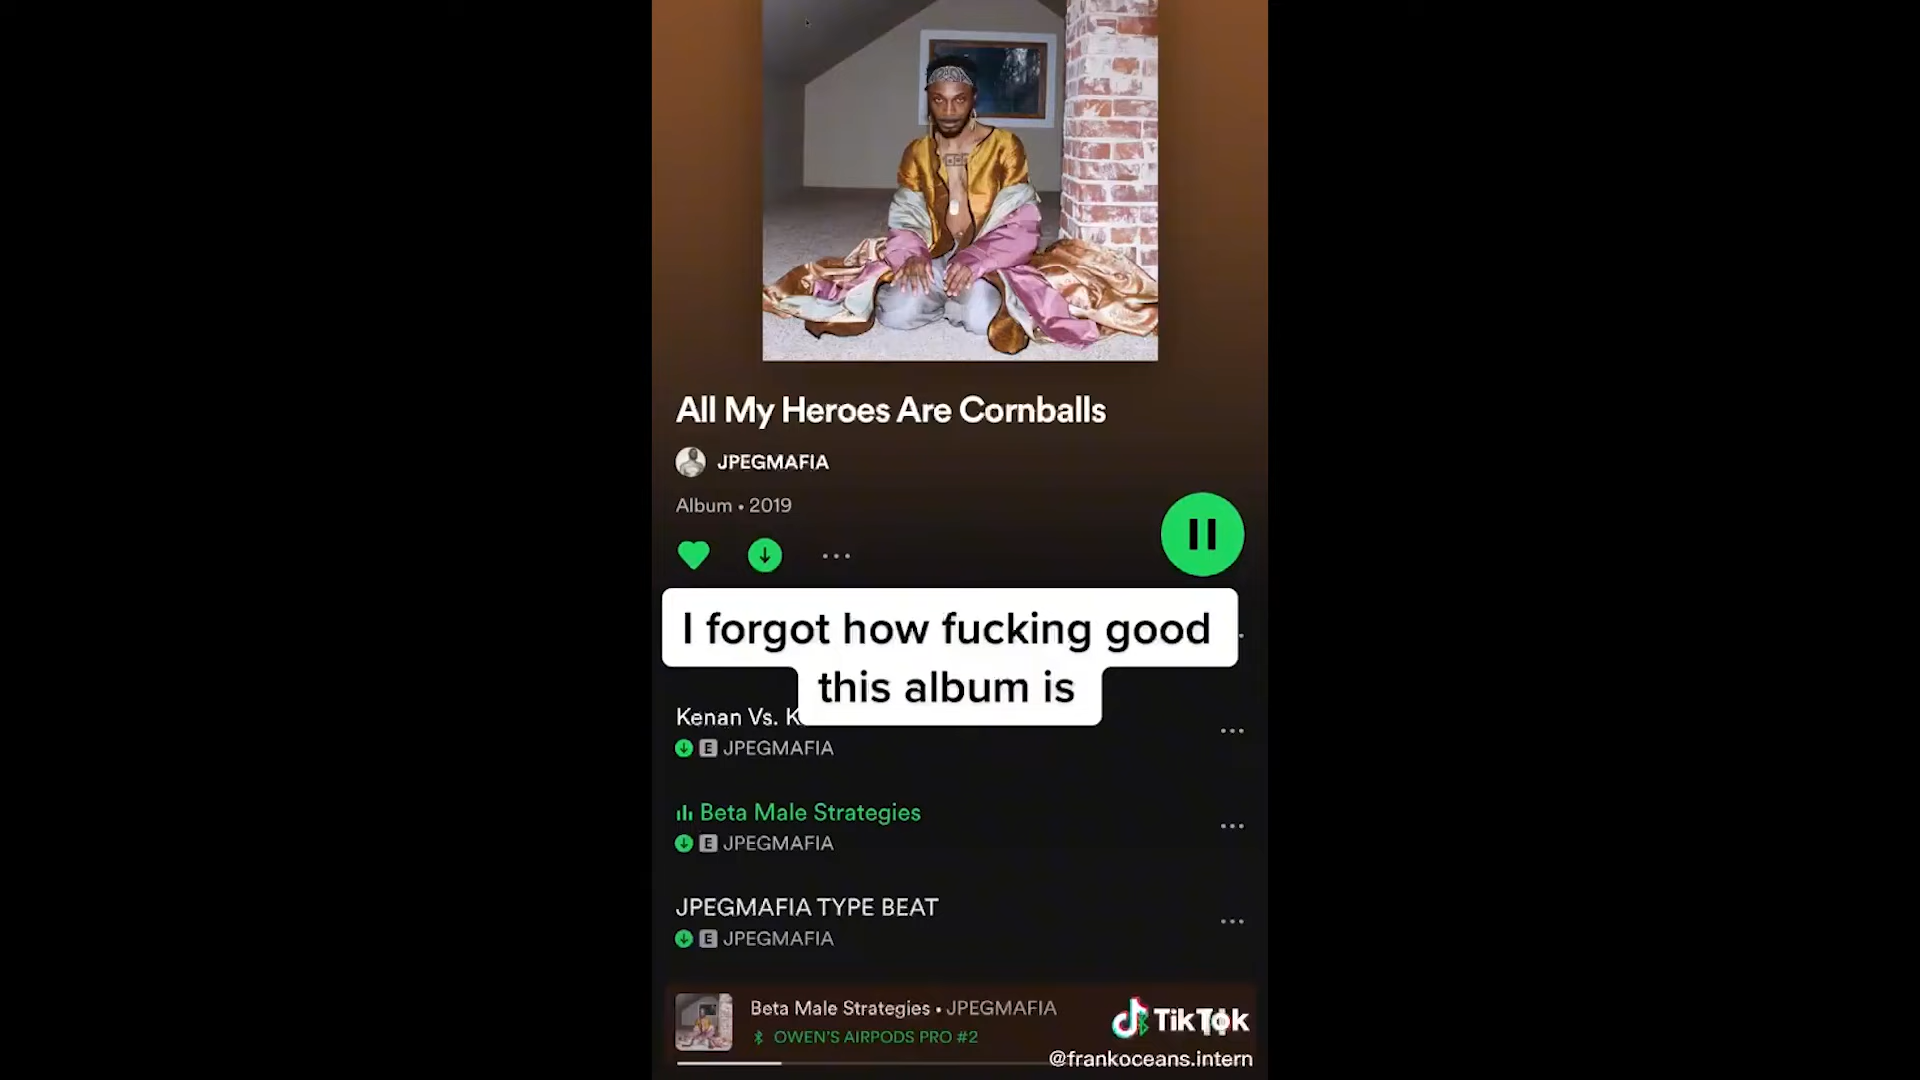 All My Heroes Are Cornballs
JPEGMAFIA
Album • 2019
I forgot how fucking good
this album is
Kenan Vs. K
E JPEGMAFIA
Beta Male Strategies
E JPEGMAFIA
JPEGMAFIA TYPE BEAT
E JPEGMAFIA
Beta Male Strategies • JPEGMAFIA
OWEN'S AIRPODS PRO #2
TikTok
@frankoceans.intern